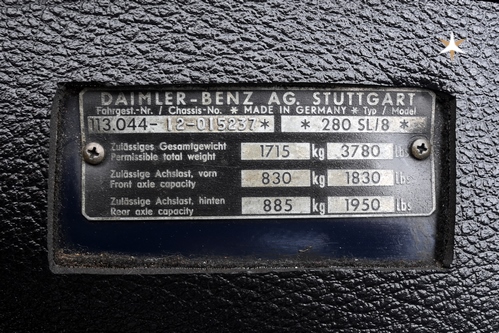 DAIMLER-BENZ AG. STUTTGART
Fahrgest.-Nr. / Chassis-No. * MADE IN GERMANY * Typ / Model
113.044-12-015237* * 280 SL/8 *
Zulässiges Gesamtgewicht
Permissible total weight 1715 kg 3780 lbs
Zulässige Achslast, vorn
Front axle capacity 830 kg 1830 lbs
Zulässige Achslast, hinten
Rear axle capacity 885 kg 1950 lbs